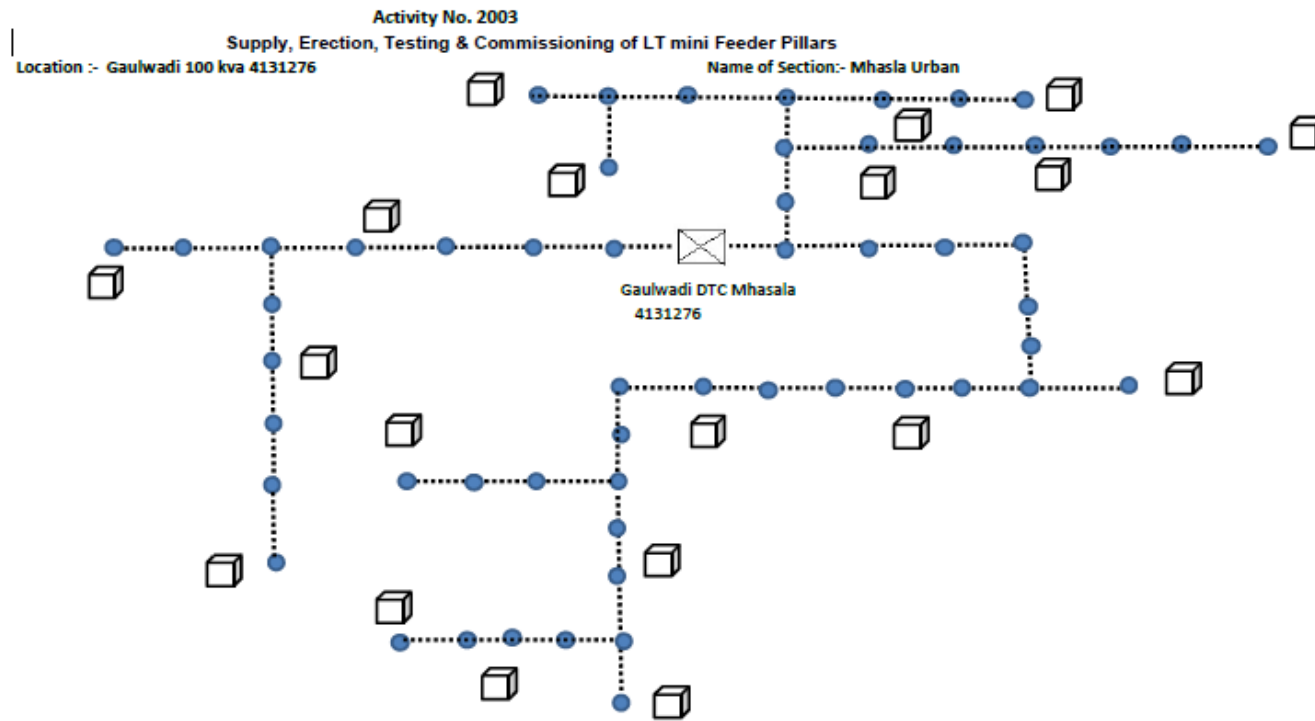 Activity No. 2003
Supply, Erection, Testing & Commissioning of LT mini Feeder Pillars
Location :- Gaulwadi 100 kva 4131276 Name of Section:- Mhasla Urban
Gaulwadi DTC Mhasala
4131276